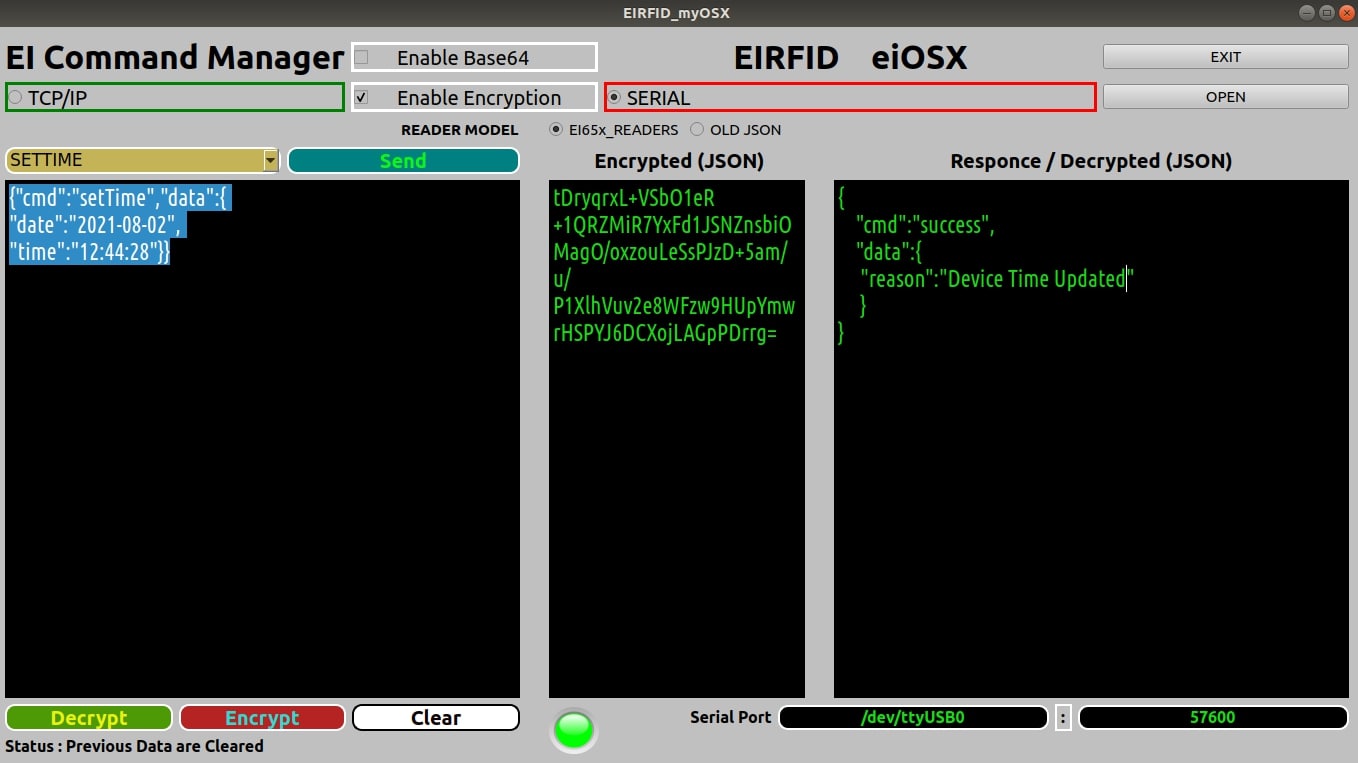 EIRFID_myOSX
EI Command Manager
Enable Base64
EIRFID eiOSX
EXIT
TCP/IP
Enable Encryption
SERIAL
OPEN
READER MODEL
EI65x_READERS
OLD JSON
SETTIME
Send
Encrypted (JSON)
Responce / Decrypted (JSON)
{"cmd":"setTime","data":{
"date":"2021-08-02",
"time":"12:44:28"}}
tDryqrxL+VSbO1eR
+1QRZMiR7YxFd1JSNZnsbiO
MagO/oxzouLeSsPJzD+5am/
u/
P1XlhVuv2e8WFzw9HUpYmw
rHSPYJ6DCXojLAGpPDrrg=
{
"cmd":"success",
"data":{
"reason":"Device Time Updated"
}
}
Decrypt
Encrypt
Clear
Serial Port
/dev/ttyUSB0
:
57600
Status : Previous Data are Cleared